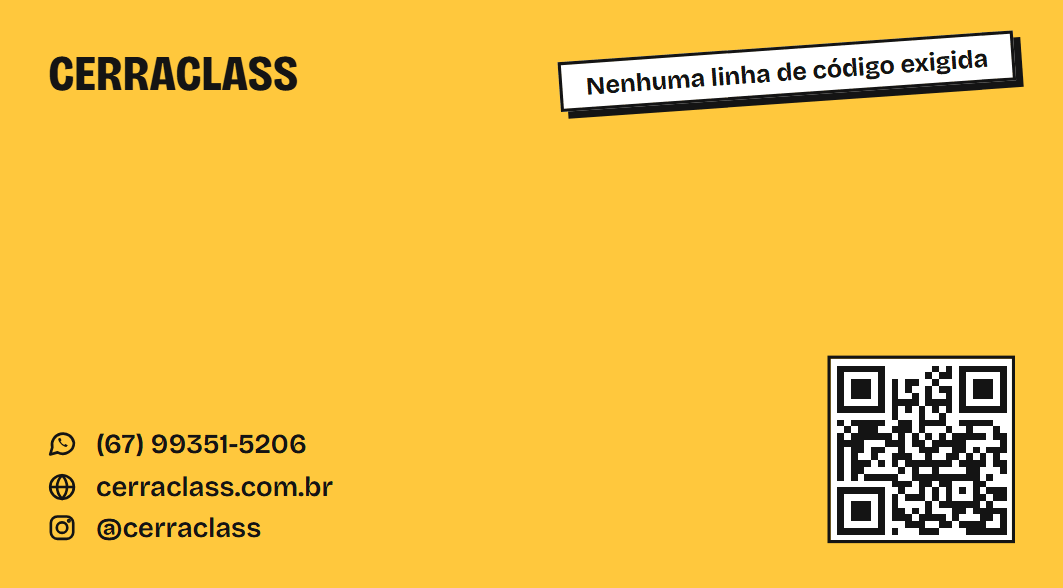 CERRACLASS
Nenhuma linha de código exigida
(67) 99351-5206
cerraclass.com.br
@cerraclass